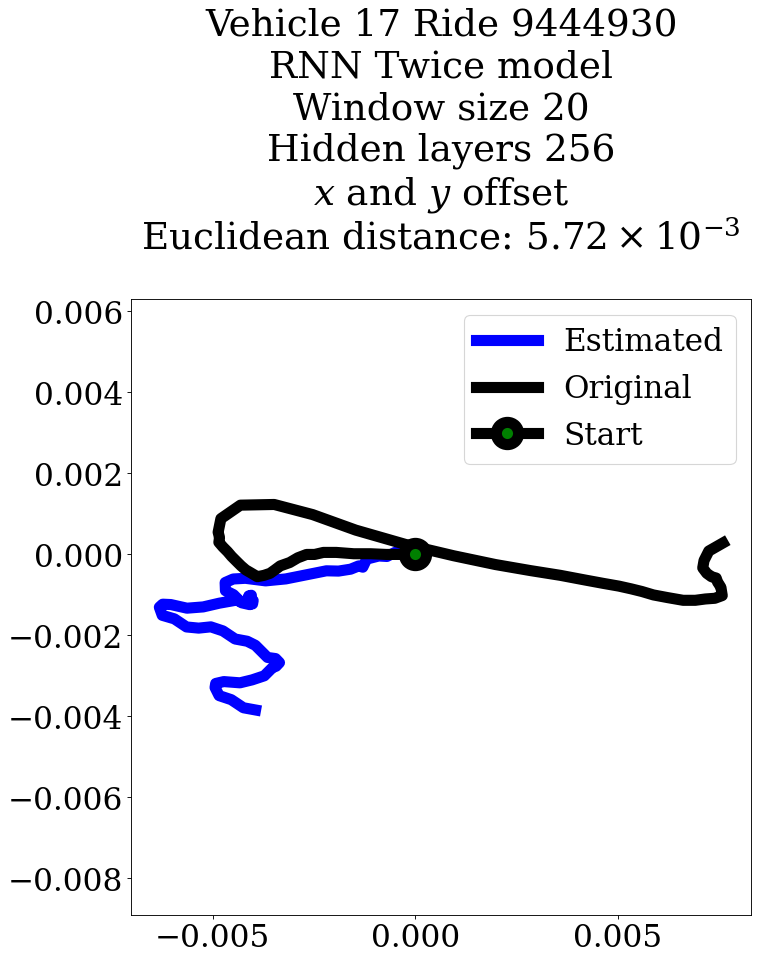 Vehicle 17 Ride 9444930
RNN Twice model
Window size 20
Hidden layers 256
x and y offset
Euclidean distance: 5.72 × 10⁻³
Estimated
Original
Start
0.006
0.004
0.002
0.000
−0.002
−0.004
−0.006
−0.008
−0.005
0.000
0.005